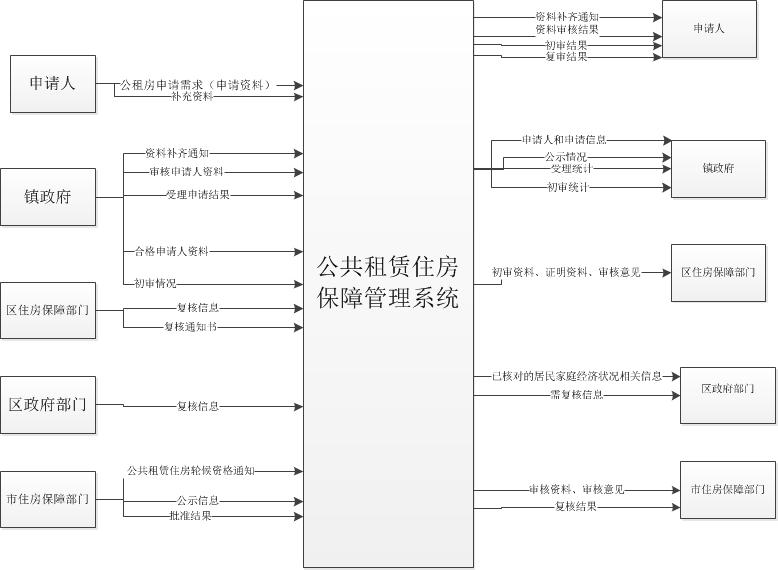 申请人
公租房申请需求（申请资料）
补充资料
镇政府
资料补齐通知
审核申请人资料
受理申请结果
合格申请人资料
初审情况
区住房保障部门
复核信息
复核通知书
区政府部门
复核信息
市住房保障部门
公共租赁住房轮候资格通知
公示信息
批准结果
公共租赁住房
保障管理系统
资料补齐通知
资料审核结果
初审结果
复审结果
申请人
申请人和申请信息
公示情况
受理统计
初审统计
镇政府
初审资料、证明资料、审核意见
区住房保障部门
已核对的居民家庭经济状况相关信息
需复核信息
区政府部门
审核资料、审核意见
复核结果
市住房保障部门